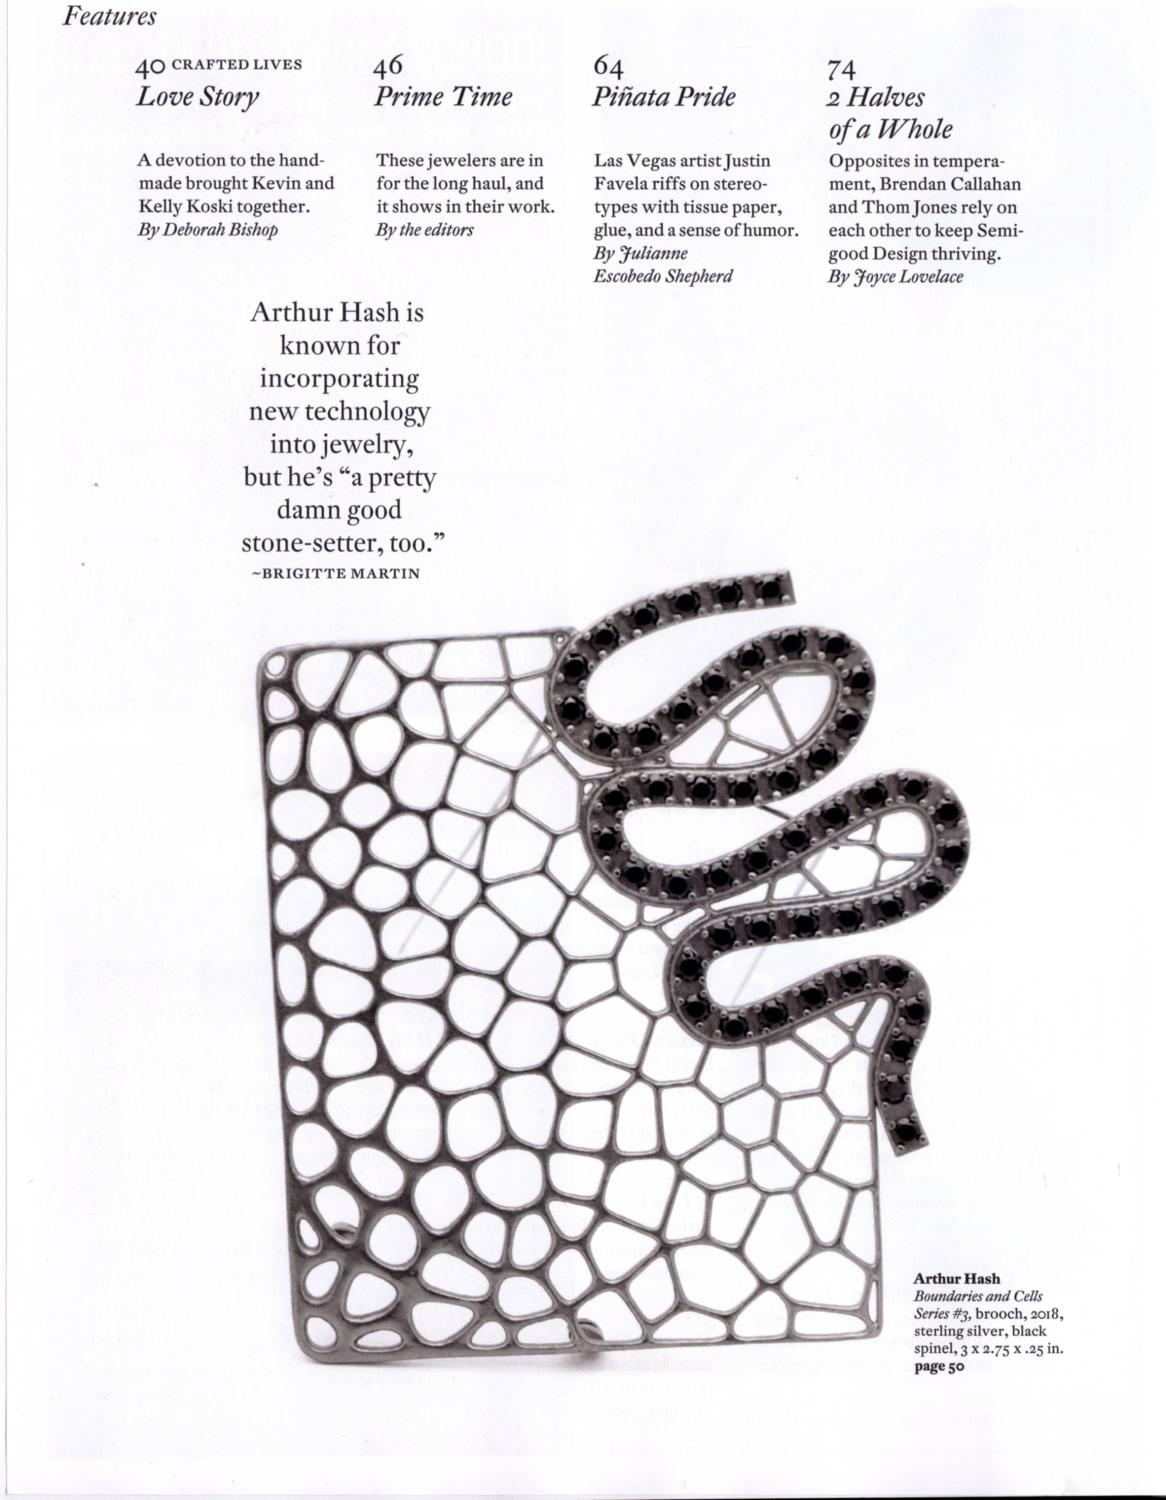 Features
40 CRAFTED LIVES
Love Story
A devotion to the hand-
made brought Kevin and
Kelly Koski together.
By Deborah Bishop
46
Prime Time
These jewelers are in
for the long haul, and
it shows in their work.
By the editors
64
Piñata Pride
Las Vegas artist Justin
Favela riffs on stereo-
types with tissue paper,
glue, and a sense of humor.
By Julianne
Escobedo Shepherd
74
2 Halves
of a Whole
Opposites in tempera-
ment, Brendan Callahan
and Thom Jones rely on
each other to keep Semi-
good Design thriving.
By Joyce Lovelace
Arthur Hash is
known for
incorporating
new technology
into jewelry,
but he’s “a pretty
damn good
stone-setter, too.”
~BRIGITTE MARTIN
Arthur Hash
Boundaries and Cells
Series #3, brooch, 2018,
sterling silver, black
spinel, 3 x 2.75 x .25 in.
page 50